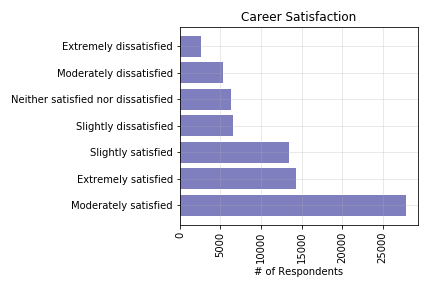 Career Satisfaction
Extremely dissatisfied
Moderately dissatisfied
Neither satisfied nor dissatisfied
Slightly dissatisfied
Slightly satisfied
Extremely satisfied
Moderately satisfied
0
5000
10000
15000
20000
25000
# of Respondents